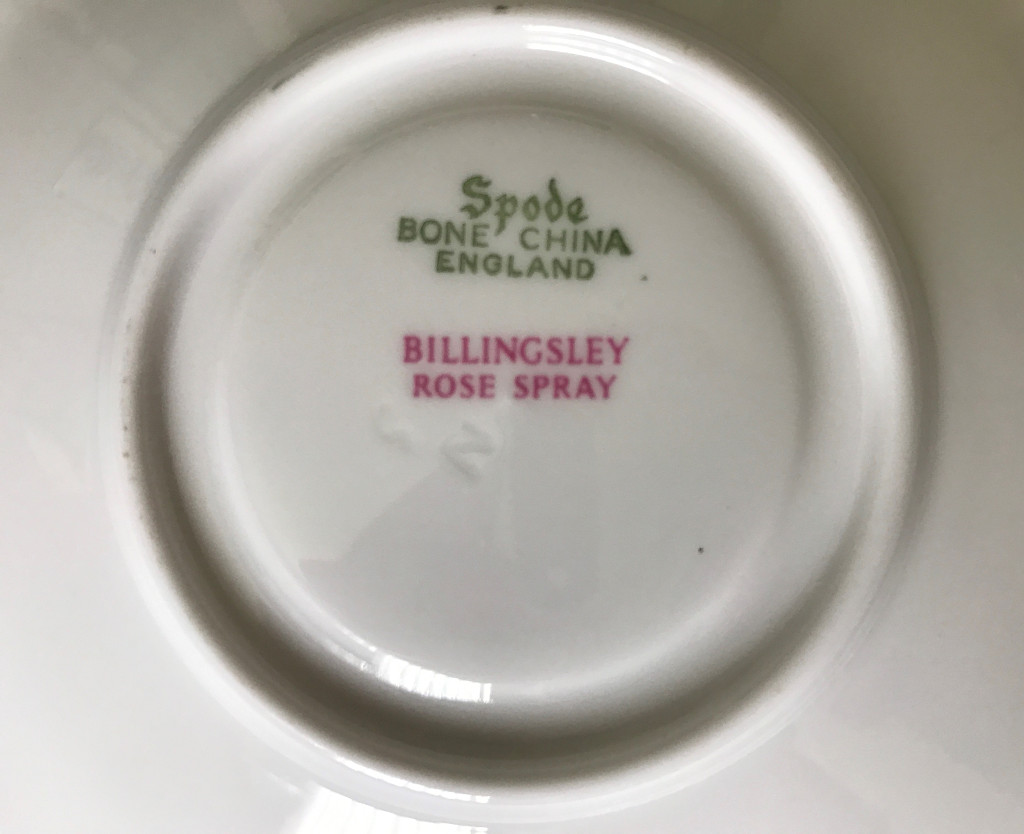 Spode
BONE CHINA
ENGLAND
BILLINGSLEY
ROSE SPRAY